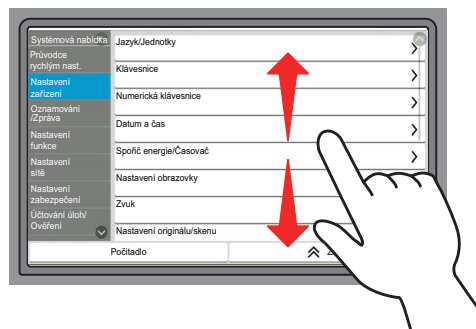 Systémová nabídka
Průvodce
rychlým nast.
Nastavení
zařízení
Oznamování
/Zpráva
Nastavení
funkce
Nastavení
sítě
Nastavení
zabezpečení
Účtování úloh/
Ověření
Jazyk/Jednotky
Klávesnice
Numerická klávesnice
Datum a čas
Spořič energie/Časovač
Nastavení obrazovky
Zvuk
Nastavení originálu/skenu
Počitadlo